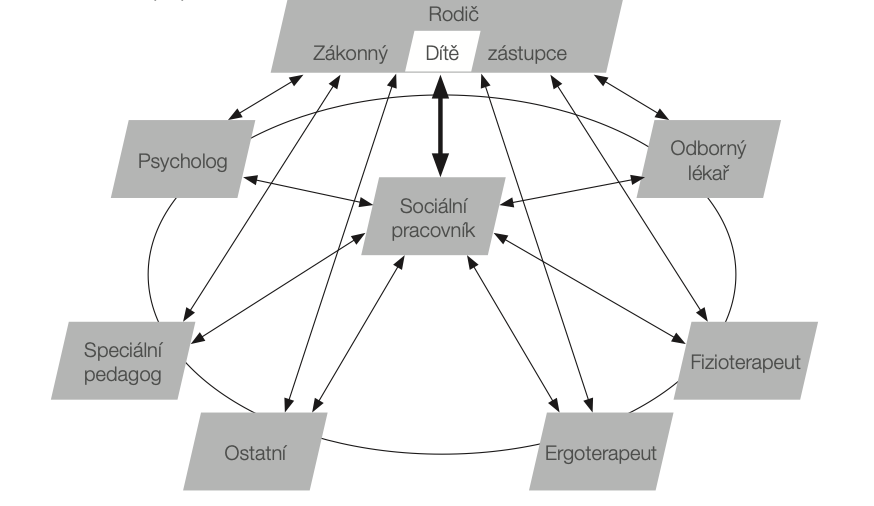 Rodič
Zákonný Dítě zástupce
Psycholog
Odborný
lékař
Sociální
pracovník
Speciální
pedagog
Fizioterapeut
Ostatní
Ergoterapeut